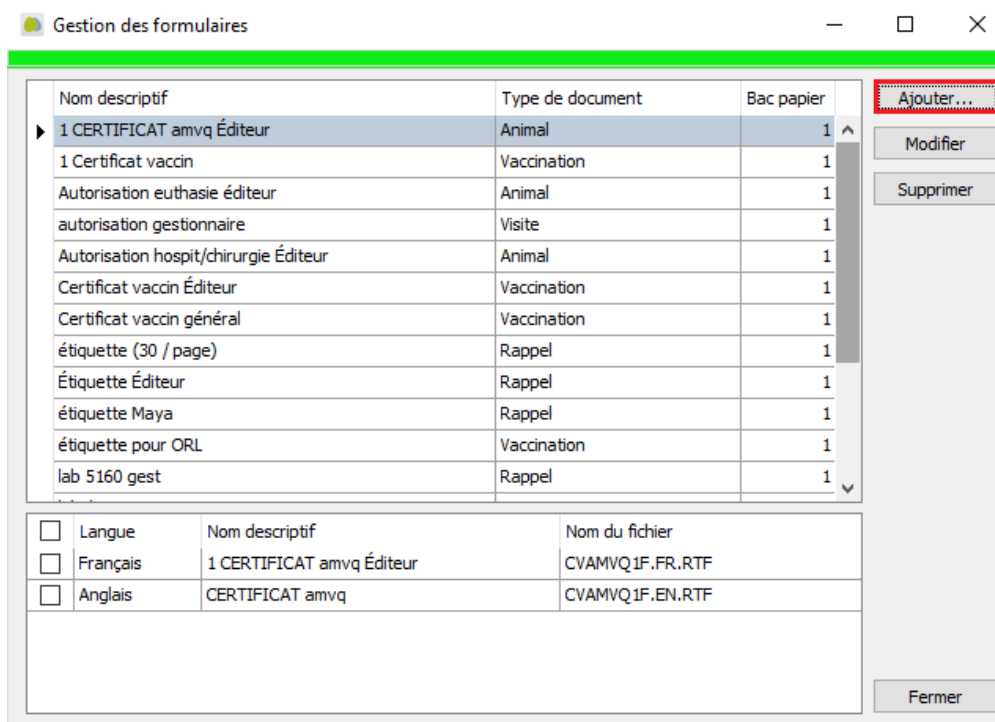 Gestion des formulaires
Nom descriptif Type de document Bac papier Ajouter...
1 CERTIFICAT amvq Éditeur Animal 1 Modifier
1 Certificat vaccin Vaccination 1
Autorisation euthasie éditeur Animal 1 Supprimer
autorisation gestionnaire Visite 1
Autorisation hospit/chirurgie Éditeur Animal 1
Certificat vaccin Éditeur Vaccination 1
Certificat vaccin général Vaccination 1
étiquette (30 / page) Rappel 1
Étiquette Éditeur Rappel 1
étiquette Maya Rappel 1
étiquette pour ORL Vaccination 1
lab 5160 gest Rappel 1
Langue Nom descriptif Nom du fichier
Français 1 CERTIFICAT amvq Éditeur CVAMVQ1F.FR.RTF
Anglais CERTIFICAT amvq CVAMVQ1F.EN.RTF
Fermer